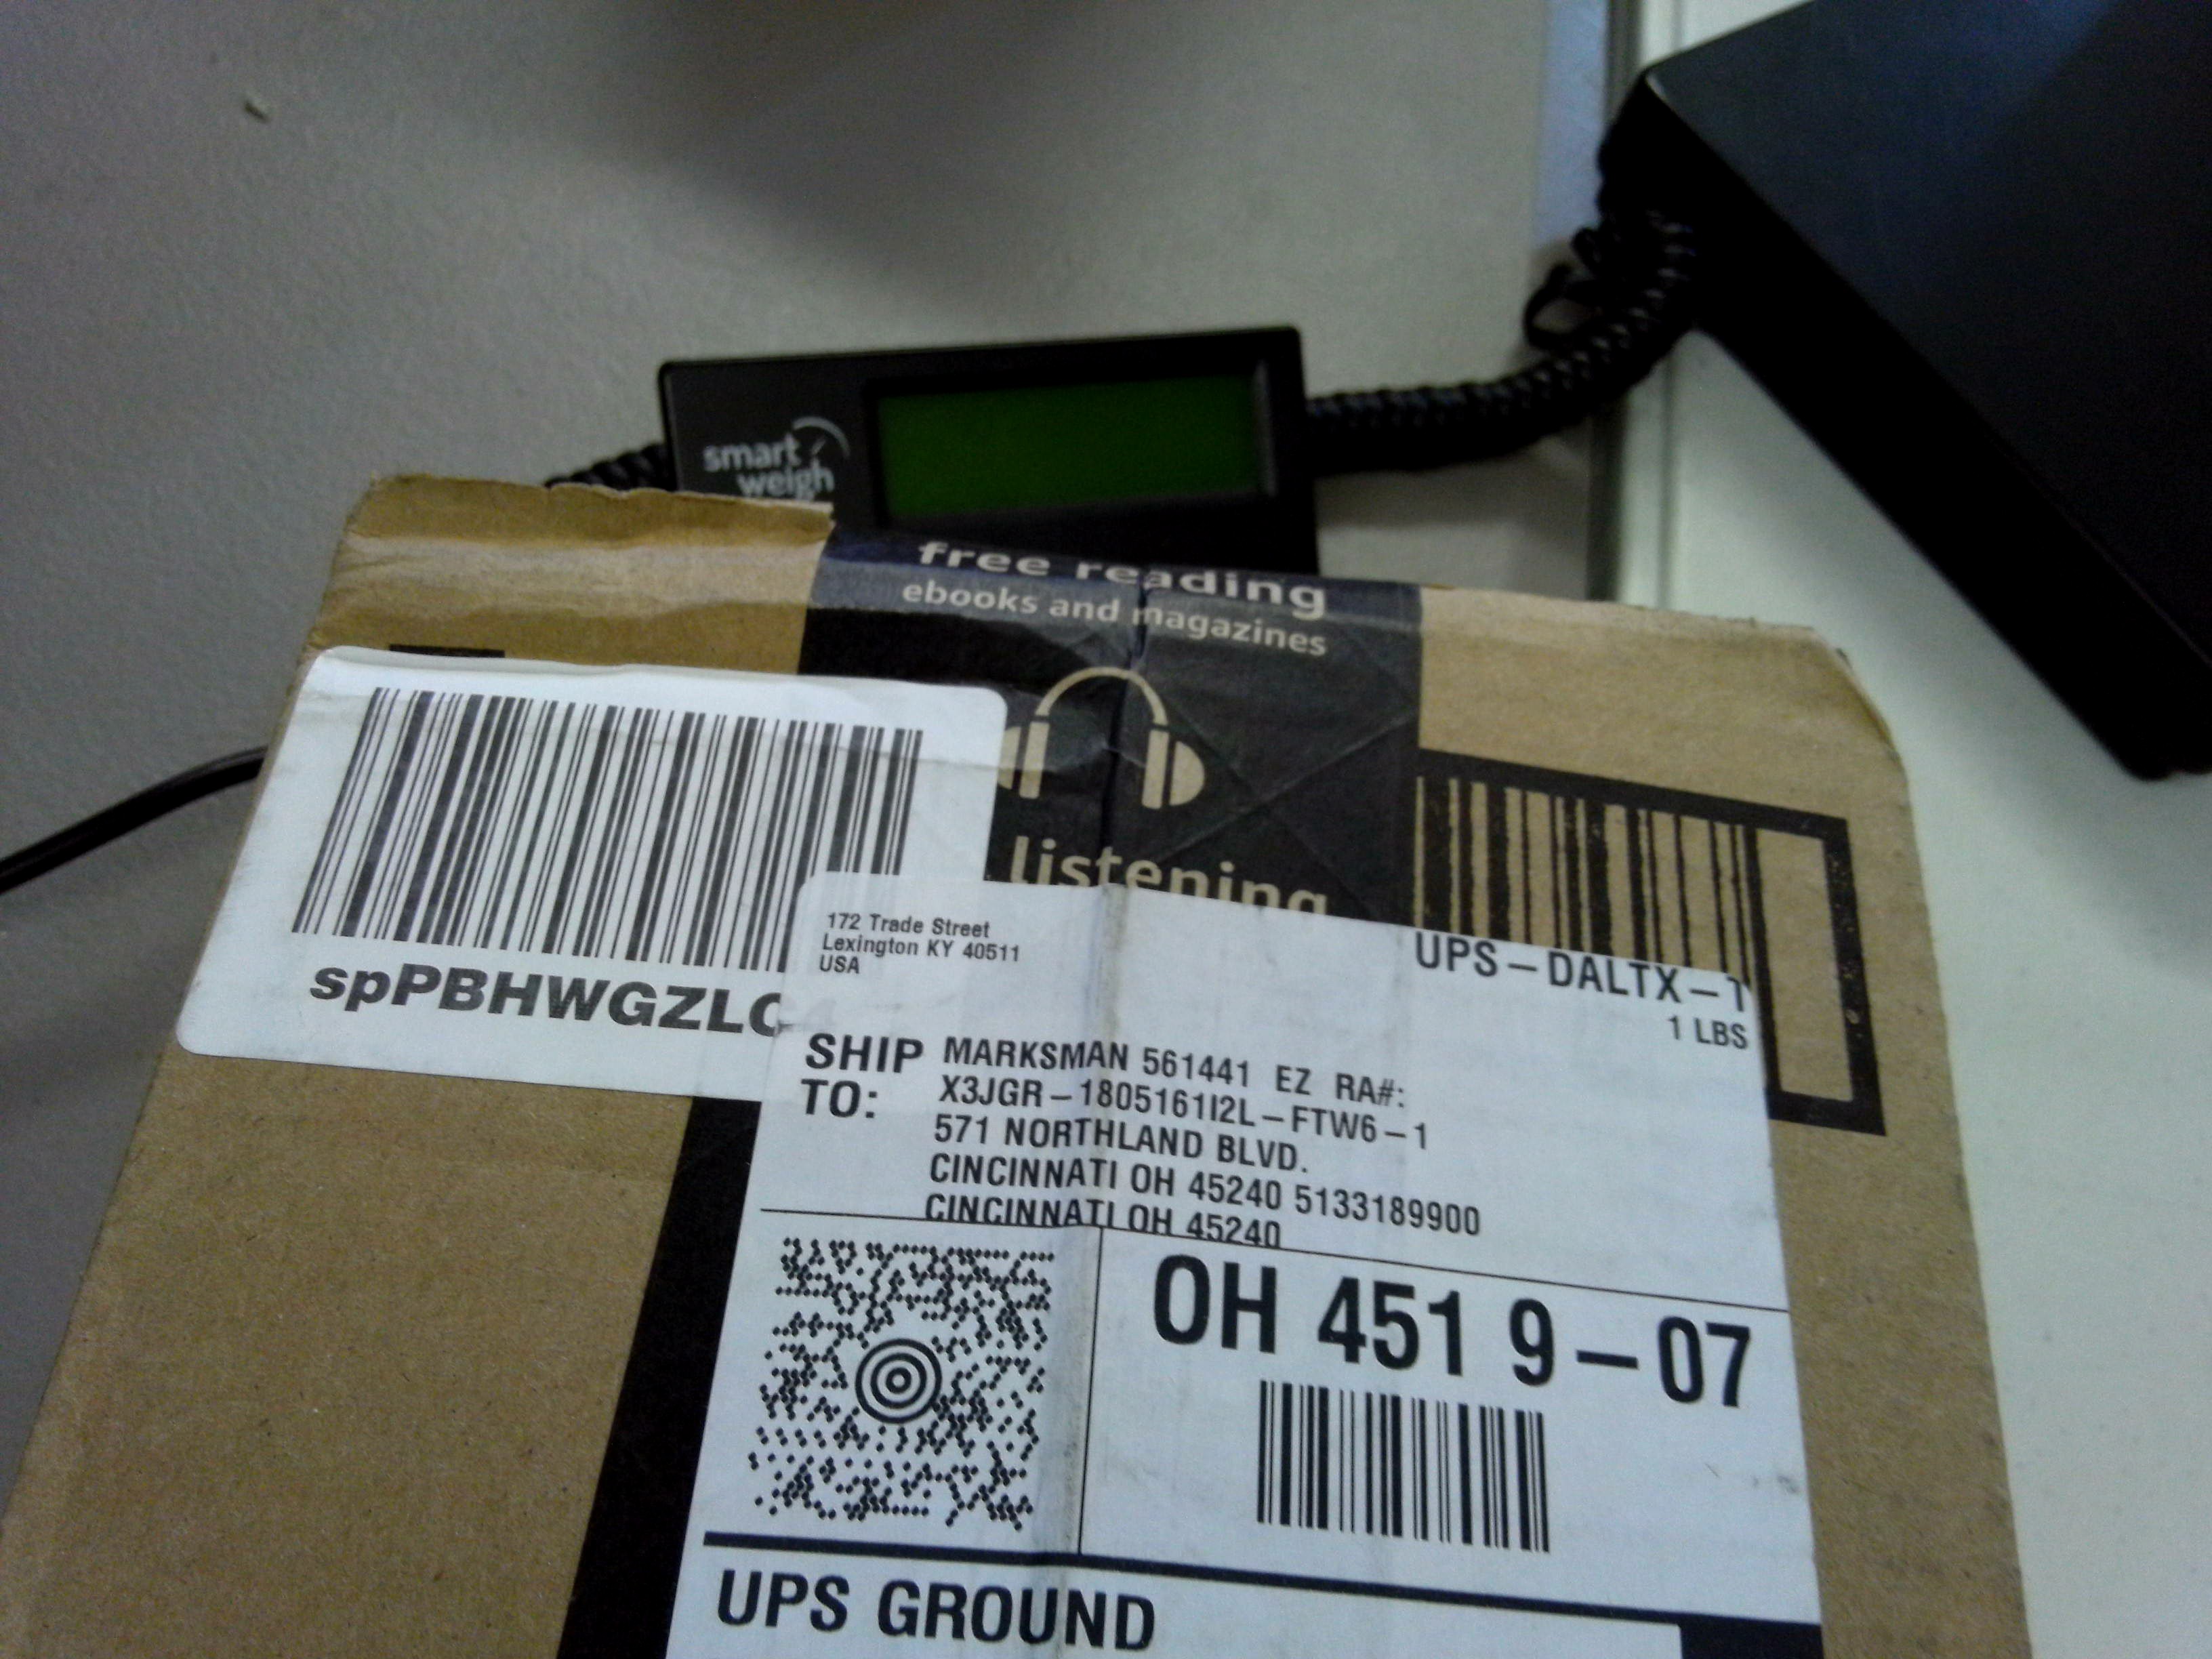 smart
weigh
free reading
ebooks and magazines
listening
spPBHWGZLC
172 Trade Street
Lexington KY 40511
USA
UPS-DALTX-1
1 LBS
SHIP TO:
MARKSMAN 561441 EZ RA#:
X3JGR-1805161I2L-FTW6-1
571 NORTHLAND BLVD.
CINCINNATI OH 45240 5133189900
CINCINNATI OH 45240
OH 451 9-07
UPS GROUND